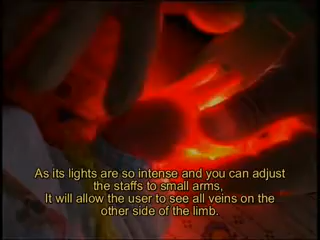 As its lights are so intense and you can adjust
the staffs to small arms,
It will allow the user to see all veins on the
other side of the limb.